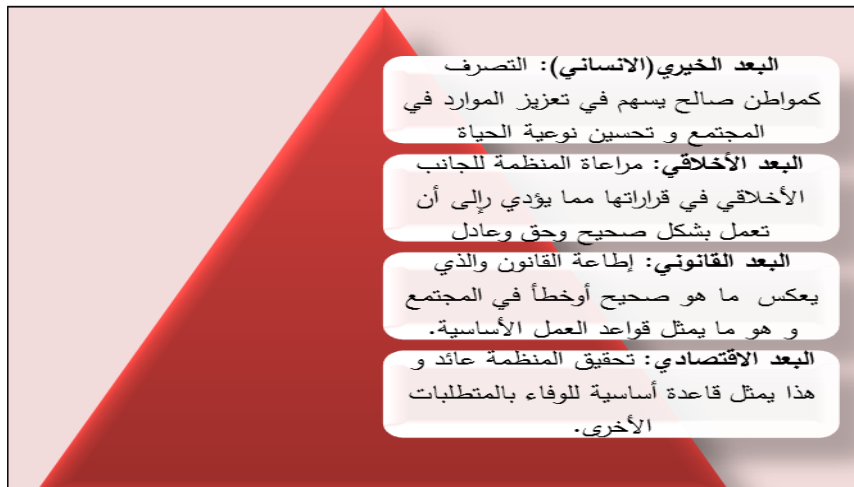 البعد الخيري(الانساني): التصرف
كمواطن صالح يسهم في تعزيز الموارد في
المجتمع و تحسين نوعية الحياة
البعد الأخلاقي: مراعاة المنظمة للجانب
الأخلاقي في قراراتها مما يؤدي رإلى أن
تعمل بشكل صحيح وحق وعادل
البعد القانوني: إطاعة القانون والذي
يعكس ما هو صحيح أوخطأ في المجتمع
و هو ما يمثل قواعد العمل الأساسية.
البعد الاقتصادي: تحقيق المنظمة عائد و
هذا يمثل قاعدة أساسية للوفاء بالمتطلبات
الأخرى.